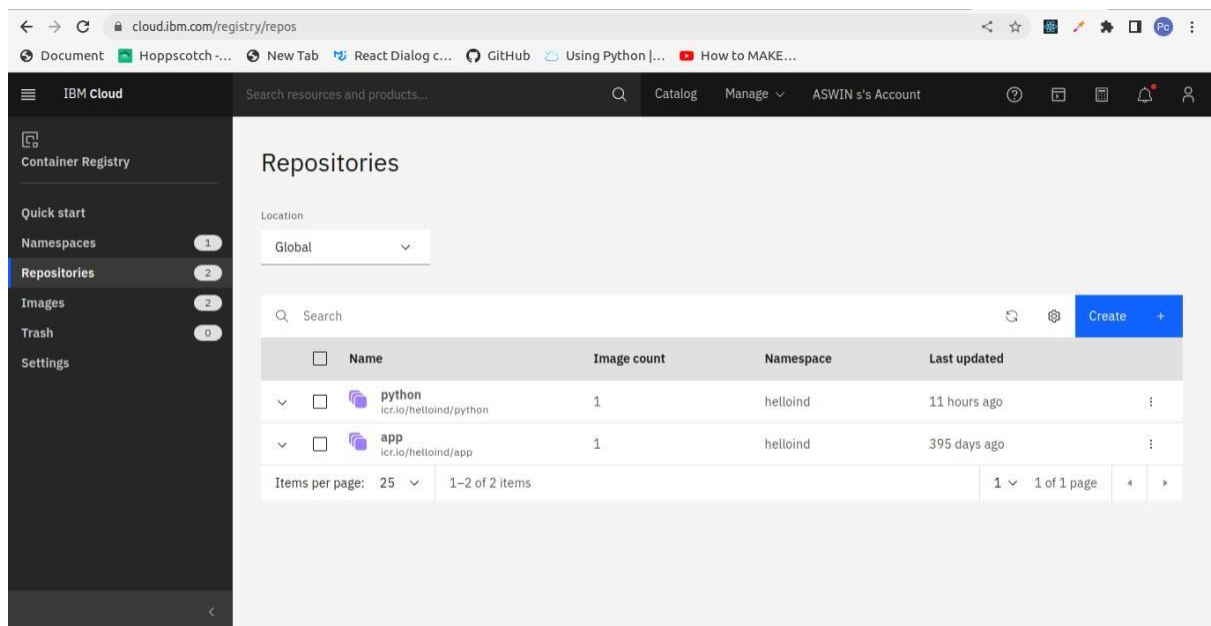 cloud.ibm.com/registry/repos
Pc
Document Hoppscotch -... New Tab React Dialog c... GitHub Using Python |... How to MAKE...
IBM Cloud Search resources and products... Catalog Manage ASWIN s's Account
Container Registry
Quick start
Namespaces 1
Repositories 2
Images 2
Trash 0
Settings
Repositories
Location
Global
Search Create +
Name Image count Namespace Last updated
python 1 helloind 11 hours ago
icr.io/helloind/python
app 1 helloind 395 days ago
icr.io/helloind/app
Items per page: 25 1–2 of 2 items 1 1 of 1 page